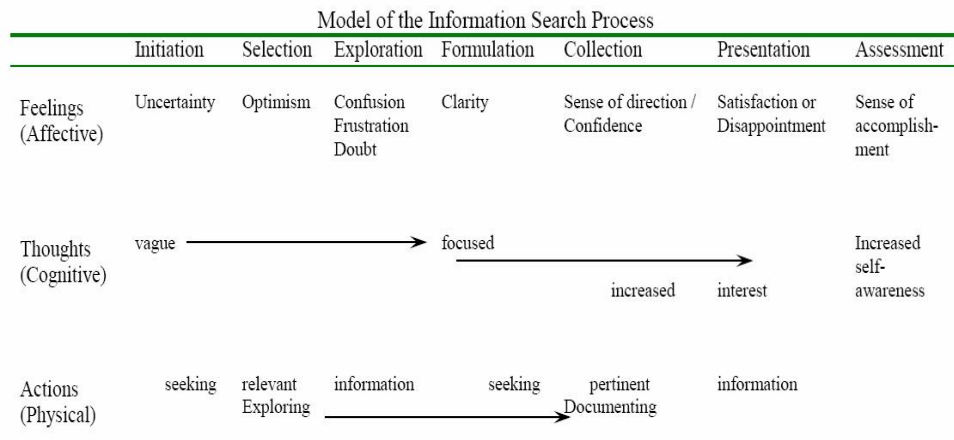 Model of the Information Search Process
Initiation Selection Exploration Formulation Collection Presentation Assessment
Feelings (Affective)
Uncertainty
Optimism
Confusion
Frustration
Doubt
Clarity
Sense of direction /
Confidence
Satisfaction or
Disappointment
Sense of
accomplish-
ment
Thoughts
(Cognitive)
vague
focused
increased interest
Increased
self-
awareness
Actions
(Physical)
seeking relevant information seeking pertinent information
Exploring Documenting